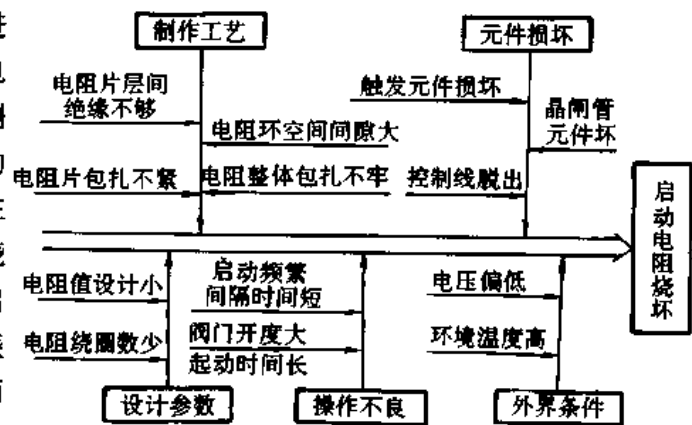 制作工艺
元件损坏
电阻片层间
绝缘不够
触发元件损坏
晶闸管
元件坏
电阻环空间间隙大
电阻片包扎不紧
电阻整体包扎不牢
控制线脱出
启动电阻烧坏
电阻值设计小
启动频繁
间隔时间短
电压偏低
电阻绕圈数少
阀门开度大
起动时间长
环境温度高
设计参数
操作不良
外界条件